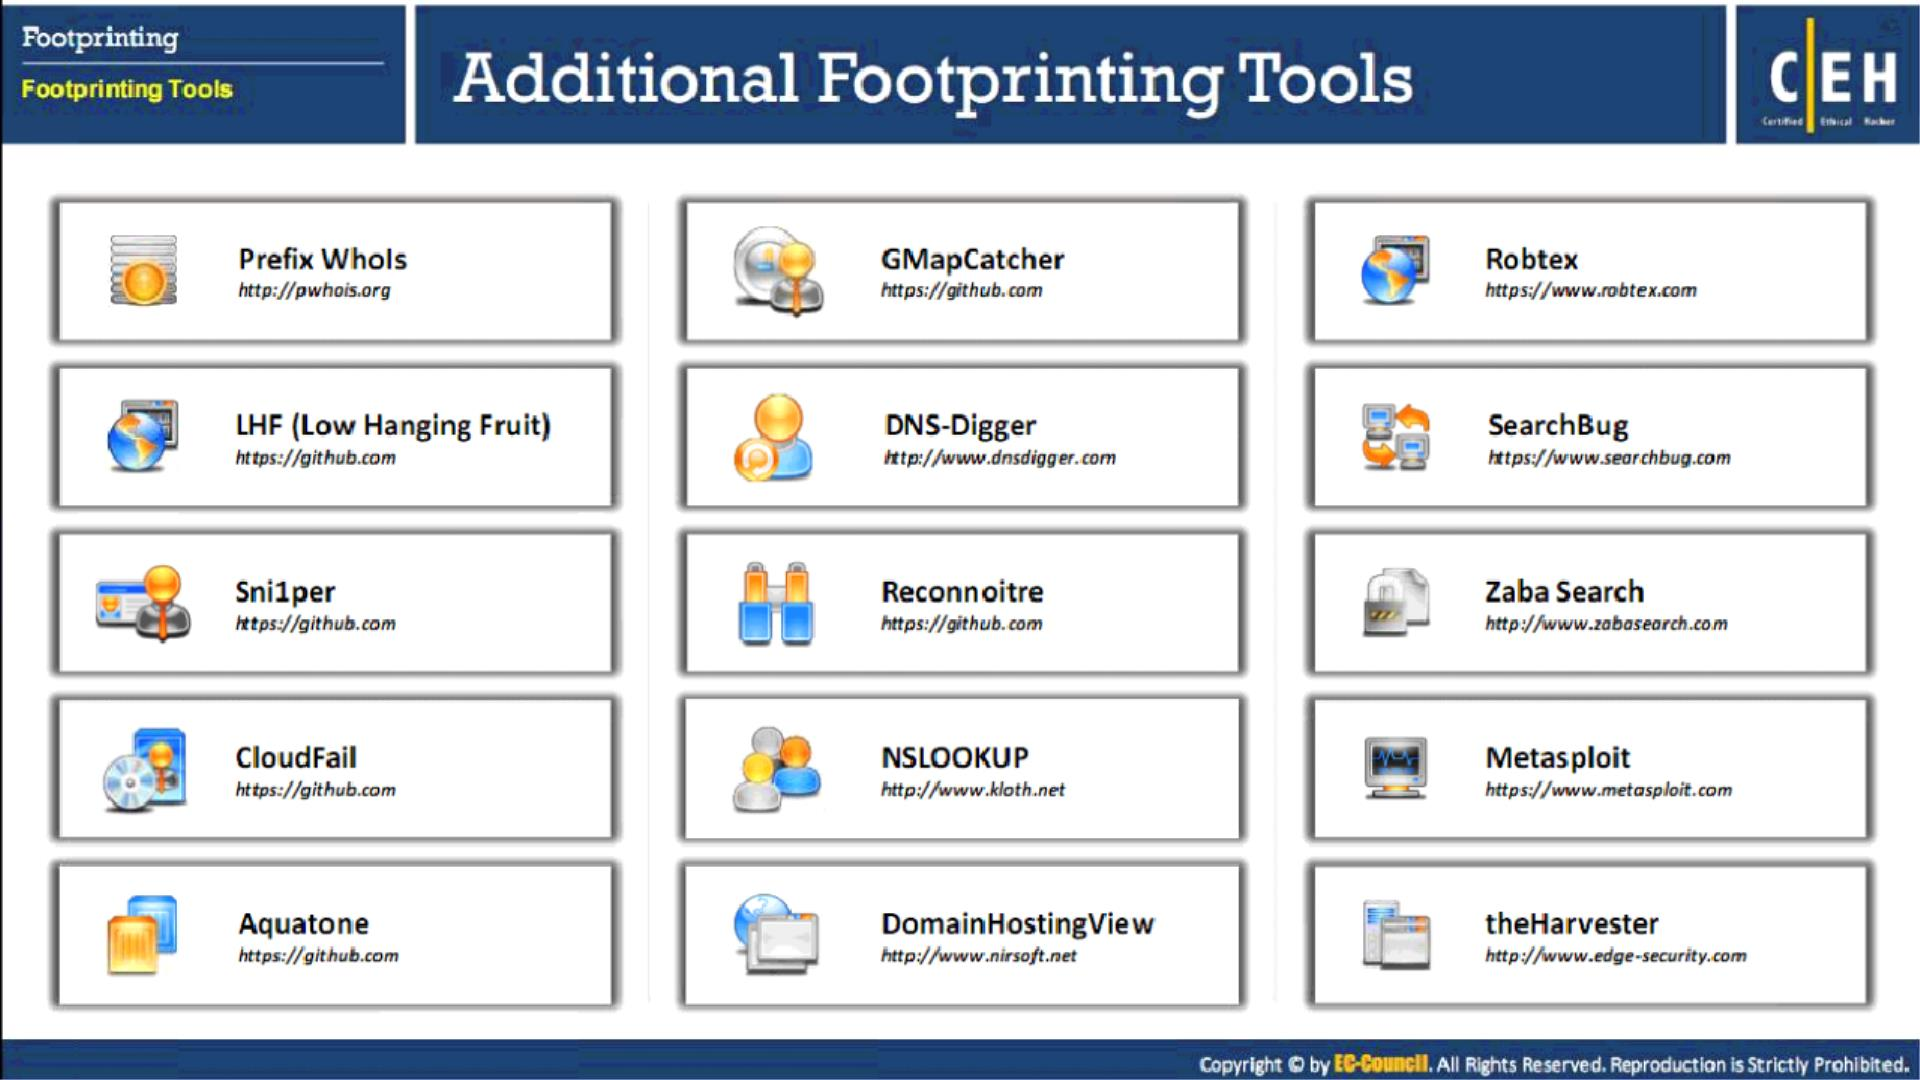 Footprinting
Footprinting Tools
Additional Footprinting Tools
C|EH
Certified Ethical Hacker
Prefix WhoIs
http://pwhois.org
GMapCatcher
https://github.com
Robtex
https://www.robtex.com
LHF (Low Hanging Fruit)
https://github.com
DNS-Digger
http://www.dnsdigger.com
SearchBug
https://www.searchbug.com
Sni1per
https://github.com
Reconnoitre
https://github.com
Zaba Search
http://www.zabasearch.com
CloudFail
https://github.com
NSLOOKUP
http://www.kloth.net
Metasploit
https://www.metasploit.com
Aquatone
https://github.com
DomainHostingView
http://www.nirsoft.net
theHarvester
http://www.edge-security.com
Copyright © by EC-Council. All Rights Reserved. Reproduction is Strictly Prohibited.